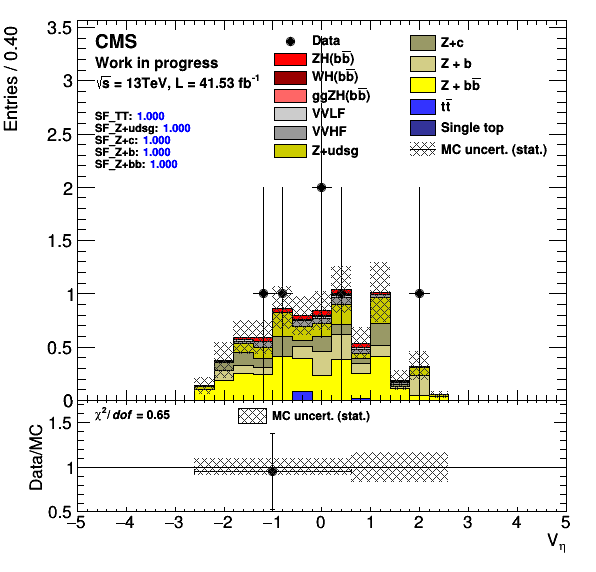 Entries / 0.40
CMS
Work in progress
√s = 13TeV, L = 41.53 fb⁻¹
SF_TT: 1.000
SF_Z+udsg: 1.000
SF_Z+c: 1.000
SF_Z+b: 1.000
SF_Z+bb: 1.000
Data
ZH(bb̅)
WH(bb̅)
ggZH(bb̅)
VVLF
VVHF
Z+udsg
Z+c
Z + b
Z + bb̅
tt̅
Single top
MC uncert. (stat.)
3.5
3
2.5
2
1.5
1
0.5
0
χ²/dof = 0.65
MC uncert. (stat.)
Data/MC
1.5
1
0.5
−5 −4 −3 −2 −1 0 1 2 3 4 5
V_η